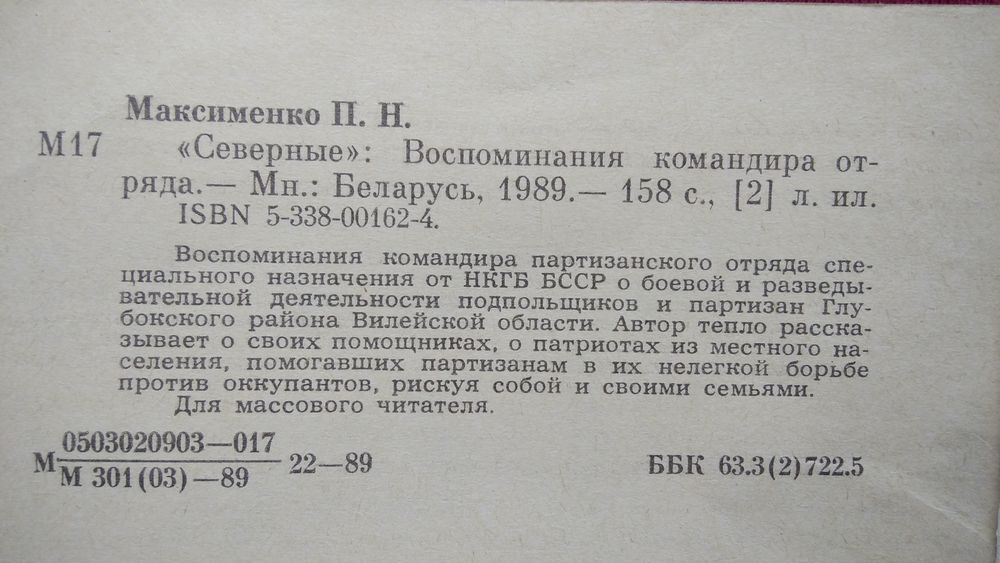 Максименко П. Н.
М17 «Северные»: Воспоминания командира от-
ряда.— Мн.: Беларусь, 1989.— 158 с., [2] л. ил.
ISBN 5-338-00162-4.
Воспоминания командира партизанского отряда спе-
циального назначения от НКГБ БССР о боевой и разведы-
вательной деятельности подпольщиков и партизан Глу-
бокского района Вилейской области. Автор тепло расска-
зывает о своих помощниках, о патриотах из местного на-
селения, помогавших партизанам в их нелегкой борьбе
против оккупантов, рискуя собой и своими семьями.
Для массового читателя.
0503020903—017
М 22—89 ББК 63.3(2)722.5
М 301(03)—89